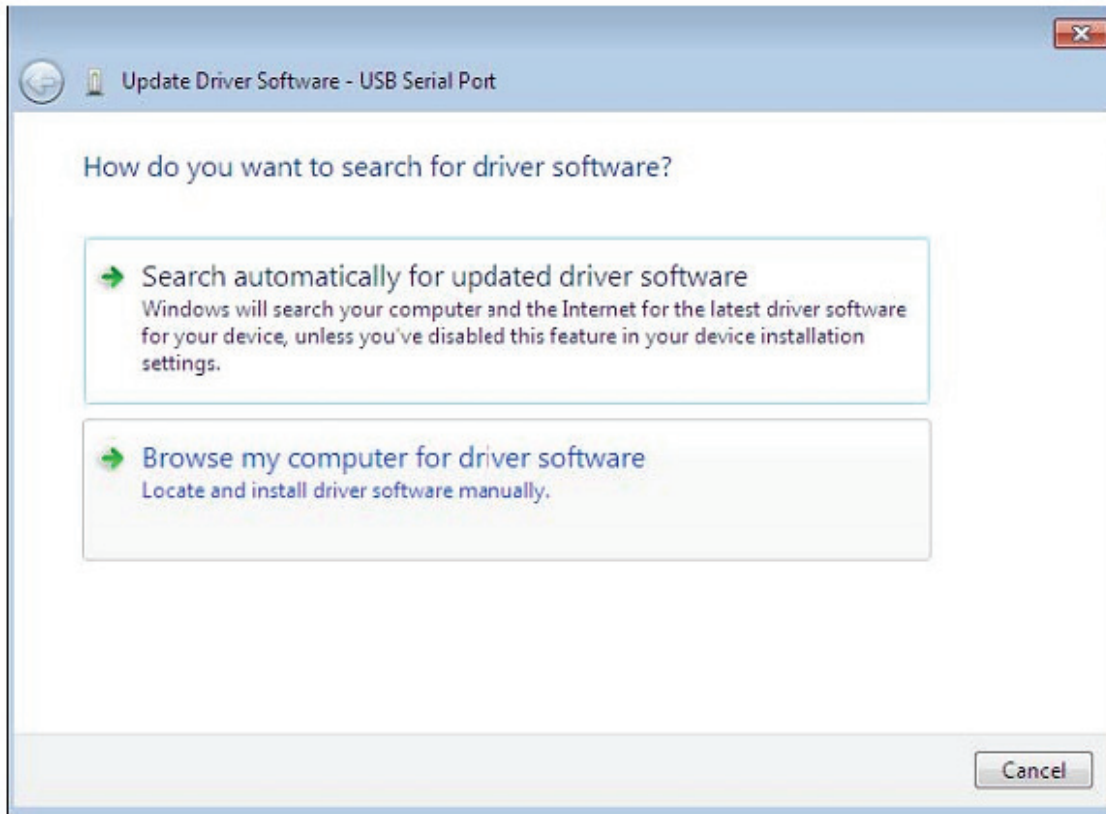 Update Driver Software - USB Serial Port
How do you want to search for driver software?
Search automatically for updated driver software
Windows will search your computer and the Internet for the latest driver software
for your device, unless you've disabled this feature in your device installation
settings.
Browse my computer for driver software
Locate and install driver software manually.
Cancel